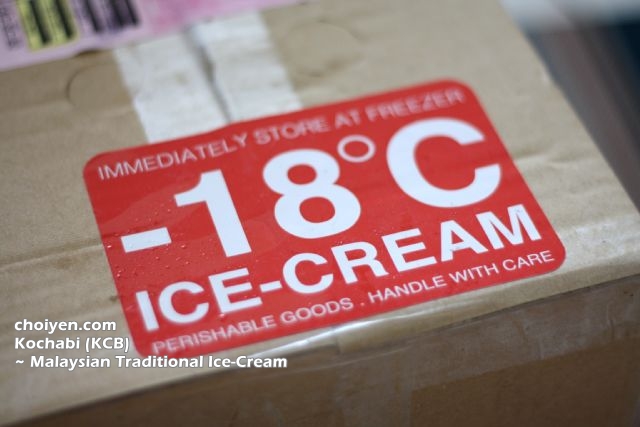 IMMEDIATELY STORE AT FREEZER
-18°C
ICE-CREAM
PERISHABLE GOODS . HANDLE WITH CARE
choiyen.com
Kochabi (KCB)
~ Malaysian Traditional Ice-Cream